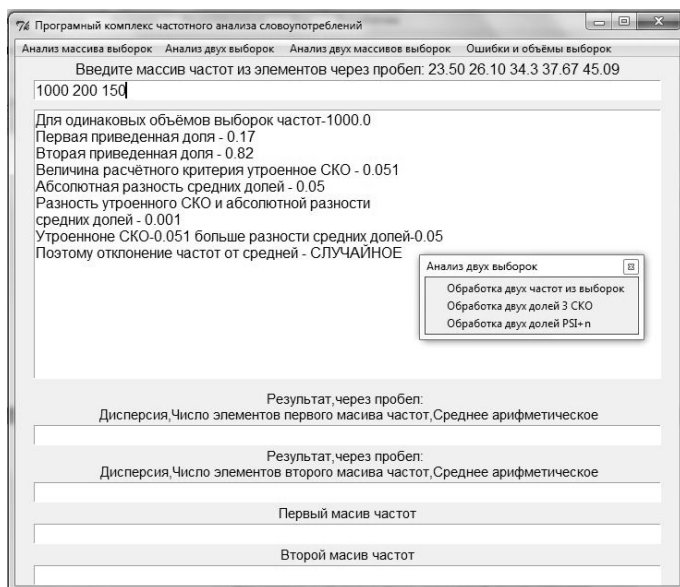 Програмный комплекс частотного анализа словоупотреблений
Анализ массива выборок Анализ двух выборок Анализ двух массивов выборок Ошибки и объёмы выборок
Введите массив частот из элементов через пробел: 23.50 26.10 34.3 37.67 45.09
1000 200 150
Для одинаковых объёмов выборок частот-1000.0
Первая приведенная доля - 0.17
Вторая приведенная доля - 0.82
Величина расчётного критерия утроенное СКО - 0.051
Абсолютная разность средних долей - 0.05
Разность утроенного СКО и абсолютной разности
средних долей - 0.001
Утроенноне СКО-0.051 больше разности средних долей-0.05
Поэтому отклонение частот от средней - СЛУЧАЙНОЕ
Анализ двух выборок
Обработка двух частот из выборок
Обработка двух долей 3 СКО
Обработка двух долей PSI+n
Результат,через пробел:
Дисперсия,Число элементов первого масива частот,Среднее арифметическое
Результат,через пробел:
Дисперсия,Число элементов второго масива частот,Среднее арифметическое
Первый масив частот
Второй масив частот